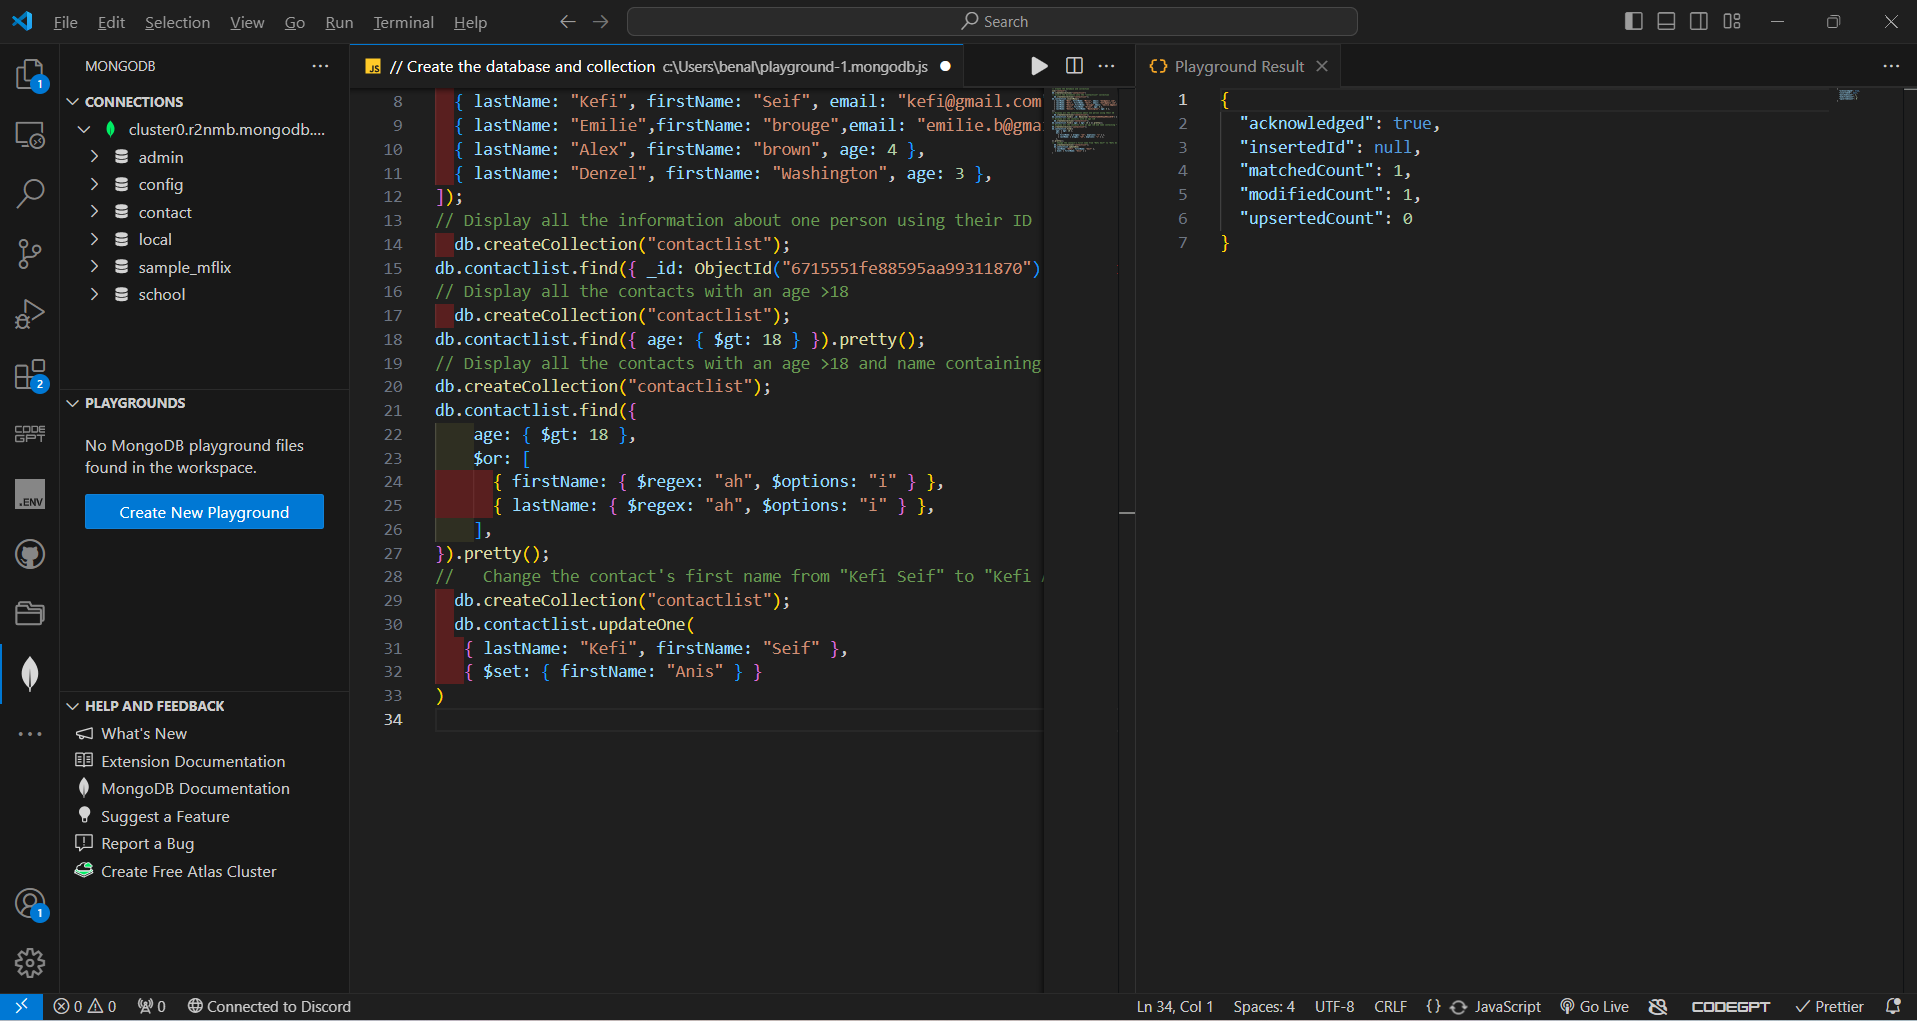 File Edit Selection View Go Run Terminal Help
Search
MONGODB
CONNECTIONS
cluster0.r2nmb.mongodb....
admin
config
contact
local
sample_mflix
school
PLAYGROUNDS
No MongoDB playground files
found in the workspace.
Create New Playground
HELP AND FEEDBACK
What's New
Extension Documentation
MongoDB Documentation
Suggest a Feature
Report a Bug
Create Free Atlas Cluster
1
2
CODE
GPT
.ENV
1
JS // Create the database and collection c:\Users\benal\playground-1.mongodb.js
8 { lastName: "Kefi", firstName: "Seif", email: "kefi@gmail.com
9 { lastName: "Emilie",firstName: "brouge",email: "emilie.b@gma
10 { lastName: "Alex", firstName: "brown", age: 4 },
11 { lastName: "Denzel", firstName: "Washington", age: 3 },
12 ]);
13 // Display all the information about one person using their ID
14 db.createCollection("contactlist");
15 db.contactlist.find({ _id: ObjectId("6715551fe88595aa99311870")
16 // Display all the contacts with an age >18
17 db.createCollection("contactlist");
18 db.contactlist.find({ age: { $gt: 18 } }).pretty();
19 // Display all the contacts with an age >18 and name containing
20 db.createCollection("contactlist");
21 db.contactlist.find({
22 age: { $gt: 18 },
23 $or: [
24 { firstName: { $regex: "ah", $options: "i" } },
25 { lastName: { $regex: "ah", $options: "i" } },
26 ],
27 }).pretty();
28 // Change the contact's first name from "Kefi Seif" to "Kefi
29 db.createCollection("contactlist");
30 db.contactlist.updateOne(
31 { lastName: "Kefi", firstName: "Seif" },
32 { $set: { firstName: "Anis" } }
33 )
34
Playground Result
1 {
2 "acknowledged": true,
3 "insertedId": null,
4 "matchedCount": 1,
5 "modifiedCount": 1,
6 "upsertedCount": 0
7 }
0 0 0 Connected to Discord Ln 34, Col 1 Spaces: 4 UTF-8 CRLF {} JavaScript Go Live CODEGPT Prettier